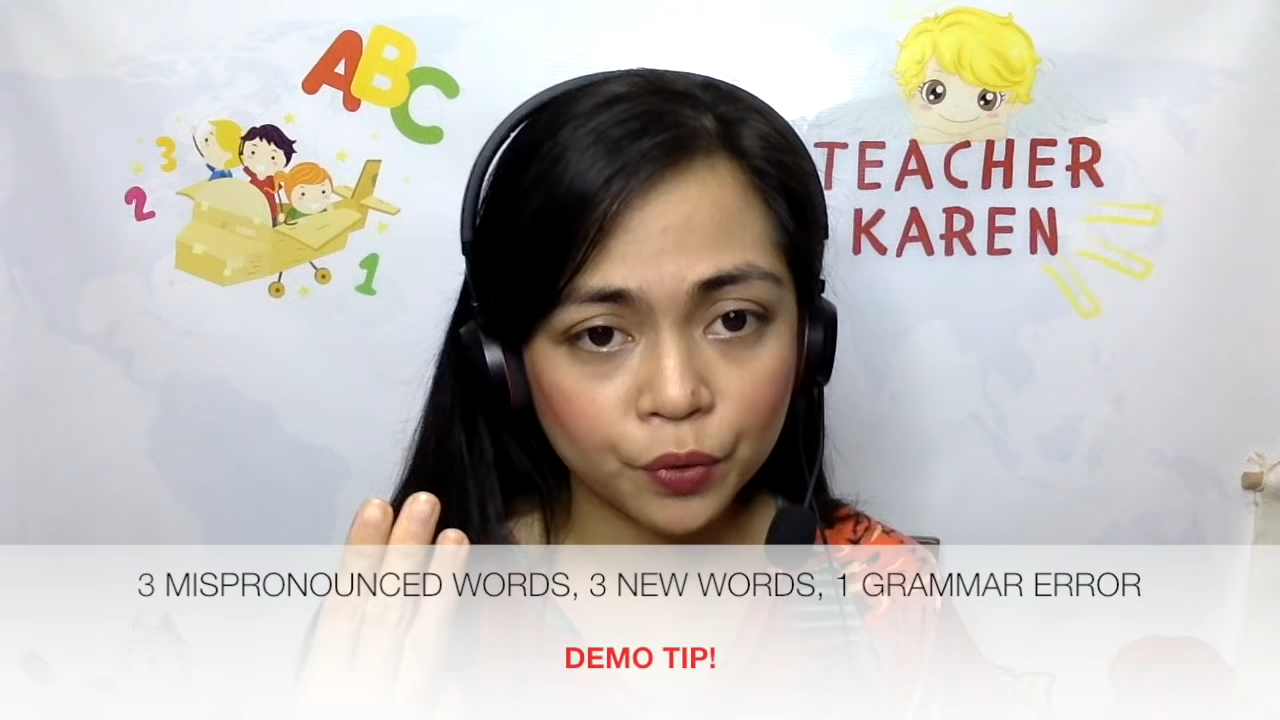 ABC
3
2
1
TEACHER
KAREN
3 MISPRONOUNCED WORDS, 3 NEW WORDS, 1 GRAMMAR ERROR
DEMO TIP!